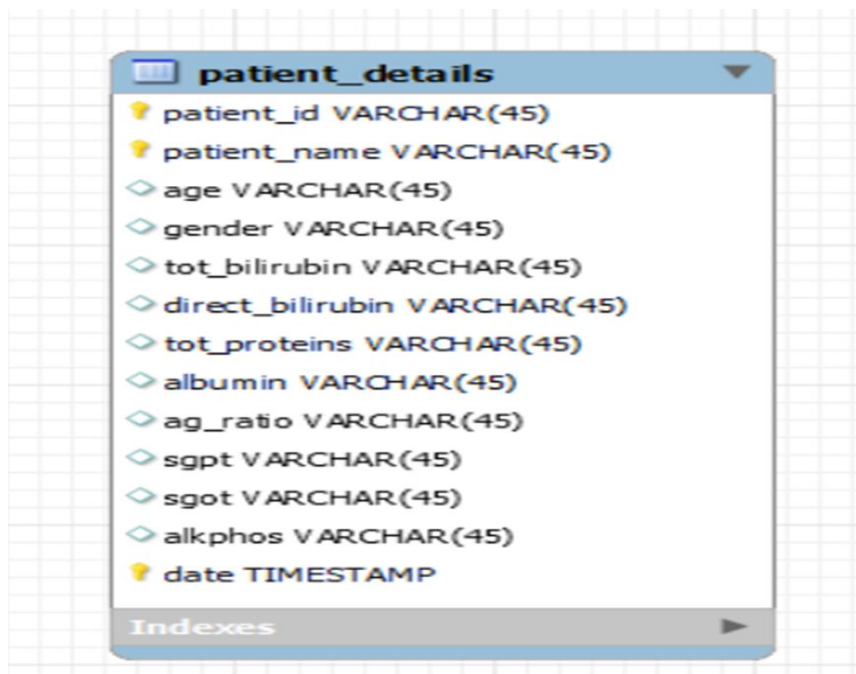 patient_details
patient_id VARCHAR(45)
patient_name VARCHAR(45)
age VARCHAR(45)
gender VARCHAR(45)
tot_bilirubin VARCHAR(45)
direct_bilirubin VARCHAR(45)
tot_proteins VARCHAR(45)
albumin VARCHAR(45)
ag_ratio VARCHAR(45)
sgpt VARCHAR(45)
sgot VARCHAR(45)
alkphos VARCHAR(45)
date TIMESTAMP
Indexes